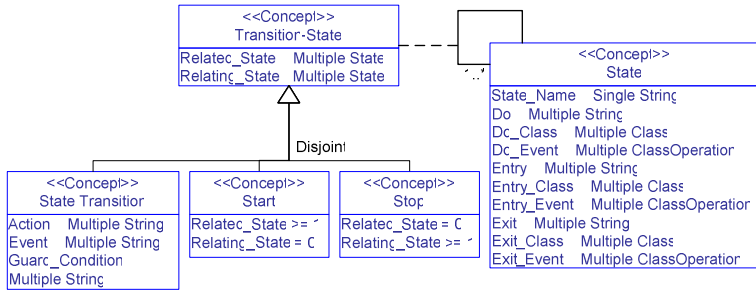 <<Concept>>
Transition-State
Related_State Multiple State
Relating_State Multiple State
<<Concept>>
State
State_Name Single String
Do Multiple String
Do_Class Multiple Class
Do_Event Multiple ClassOperation
Entry Multiple String
Entry_Class Multiple Class
Entry_Event Multiple ClassOperation
Exit Multiple String
Exit_Class Multiple Class
Exit_Event Multiple ClassOperation
Disjoint
<<Concept>>
State Transition
Action Multiple String
Event Multiple String
Guard_Condition
Multiple String
<<Concept>>
Start
Related_State >= 1
Relating_State = 0
<<Concept>>
Stop
Related_State = 0
Relating_State >= 1